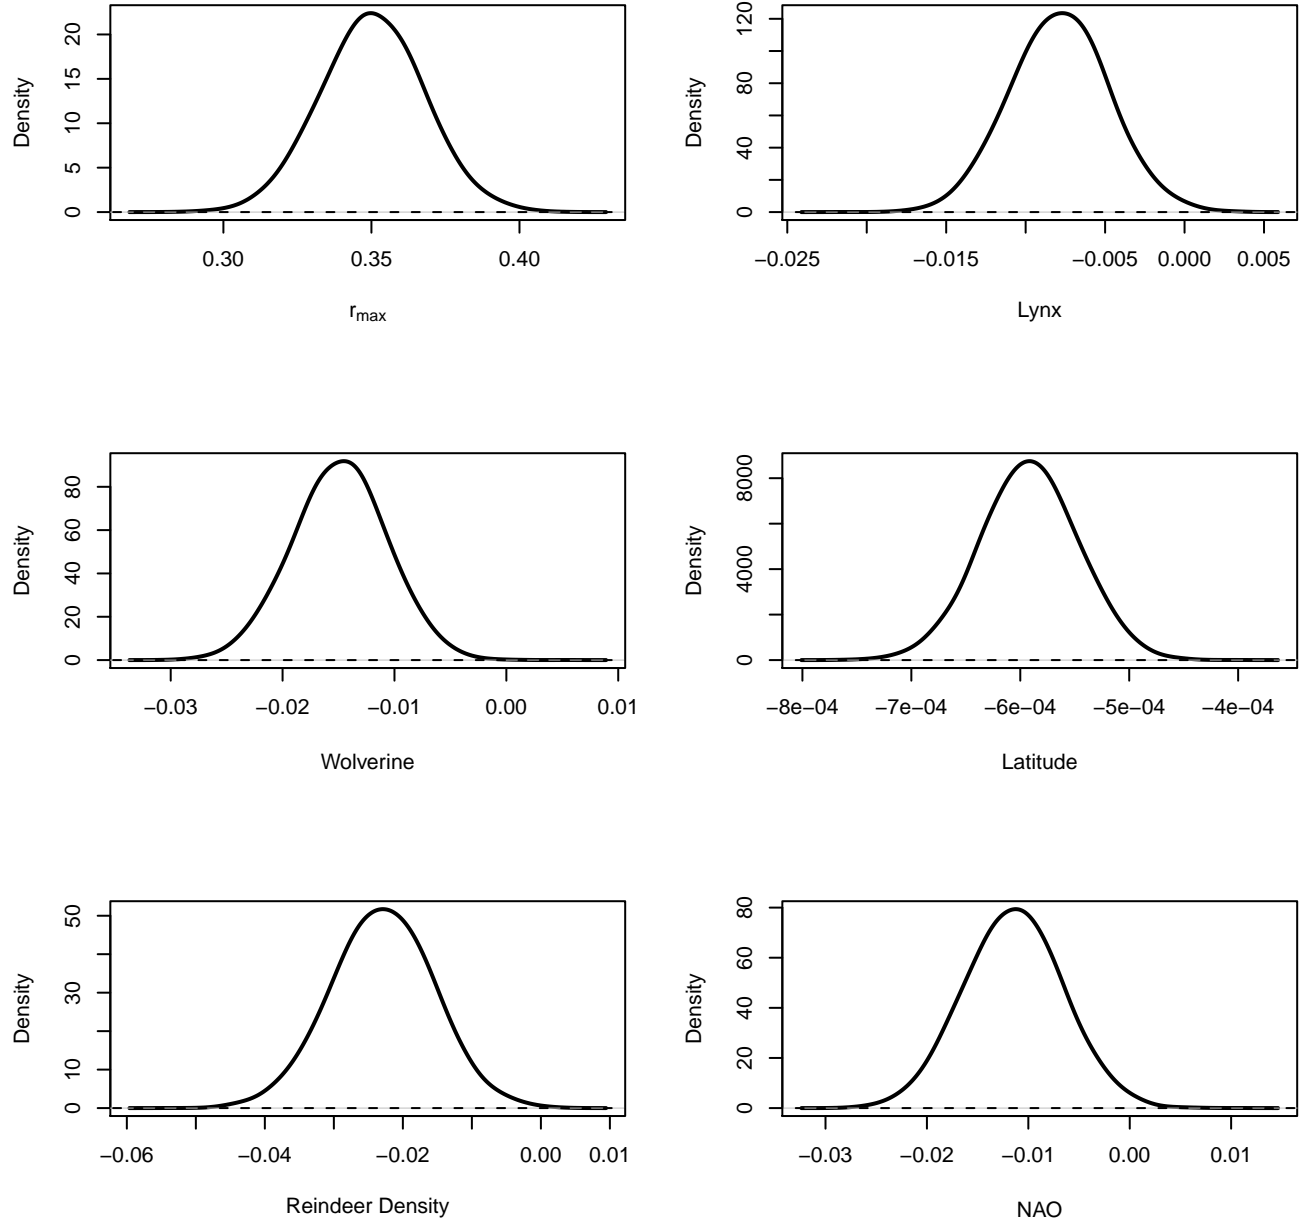 Density
20
15
10
5
0
0.30 0.35 0.40
r_max
Density
120
80
40
0
−0.025 −0.015 −0.005 0.000 0.005
Lynx
Density
80
60
40
20
0
−0.03 −0.02 −0.01 0.00 0.01
Wolverine
Density
8000
4000
0
−8e−04 −7e−04 −6e−04 −5e−04 −4e−04
Latitude
Density
50
30
10
0
−0.06 −0.04 −0.02 0.00 0.01
Reindeer Density
Density
80
60
40
20
0
−0.03 −0.02 −0.01 0.00 0.01
NAO